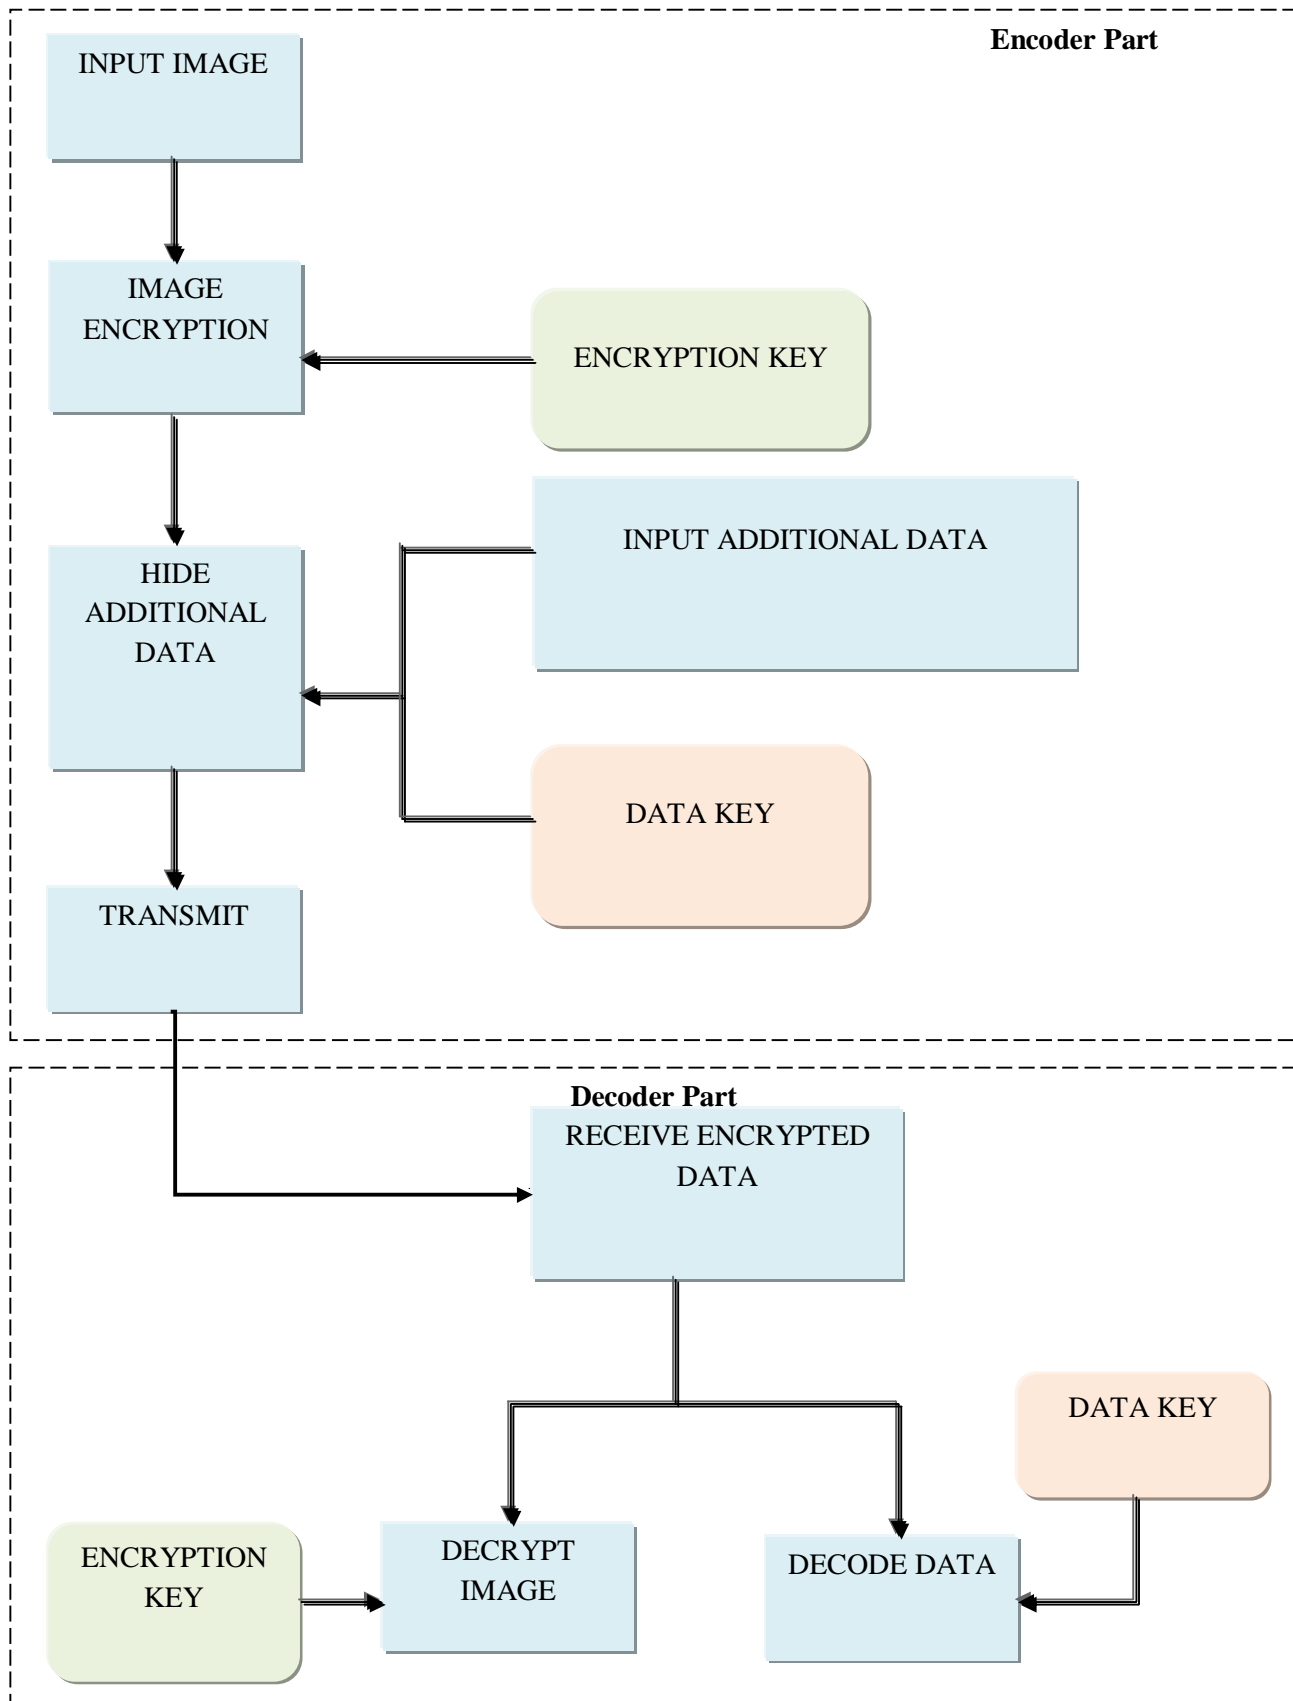 Encoder Part
INPUT IMAGE
IMAGE
ENCRYPTION
ENCRYPTION KEY
INPUT ADDITIONAL DATA
HIDE
ADDITIONAL
DATA
DATA KEY
TRANSMIT
Decoder Part
RECEIVE ENCRYPTED
DATA
DATA KEY
ENCRYPTION
KEY
DECRYPT
IMAGE
DECODE DATA